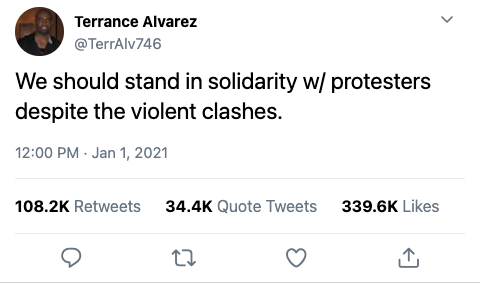 Terrance Alvarez
@TerrAlv746
We should stand in solidarity w/ protesters
despite the violent clashes.
12:00 PM · Jan 1, 2021
108.2K Retweets 34.4K Quote Tweets 339.6K Likes